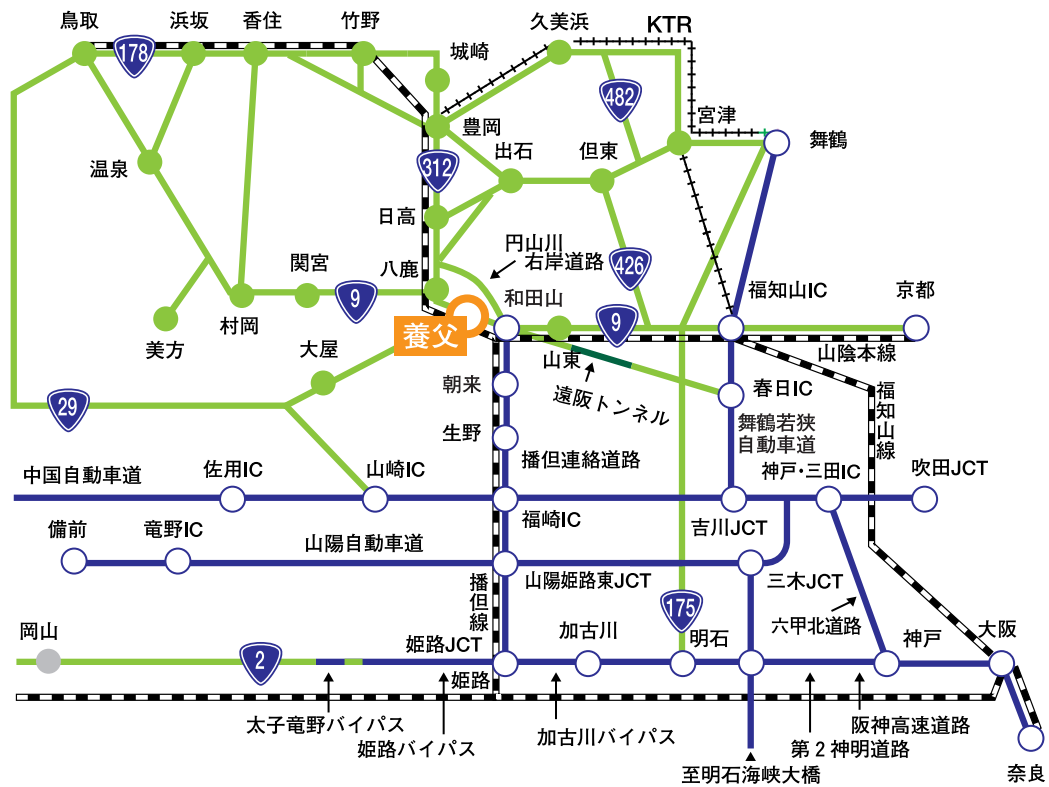 鳥取
浜坂
香住
竹野
久美浜
KTR
178
城崎
482
宮津
豊岡
出石
但東
舞鶴
温泉
312
日高
円山川
右岸道路
426
関宮
八鹿
9
和田山
9
福知山IC
京都
美方
村岡
養父
大屋
山東
山陰本線
遠阪トンネル
朝来
春日IC
福知山線
29
生野
舞鶴若狭
自動車道
中国自動車道
佐用IC
山崎IC
播但連絡道路
神戸・三田IC
吹田JCT
福崎IC
吉川JCT
備前
竜野IC
山陽自動車道
播但線
山陽姫路東JCT
三木JCT
175
六甲北道路
岡山
2
姫路JCT
加古川
明石
神戸
大阪
姫路
太子竜野バイパス
姫路バイパス
加古川バイパス
第2神明道路
阪神高速道路
至明石海峡大橋
奈良